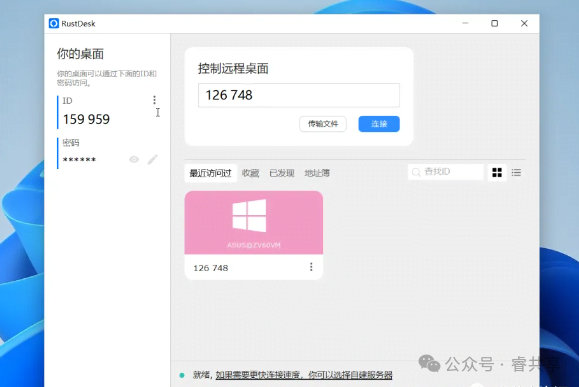 RustDesk
你的桌面
你的桌面可以通过下面的ID和
密码访问。
ID
159 959
密码
******
控制远程桌面
126 748
传输文件
连接
最近访问过
收藏
已发现
地址簿
查找ID
ASUS@ZV60VM
126 748
就绪, 如果需要更快连接速度，你可以选择自建服务器
公众号 · 睿共享